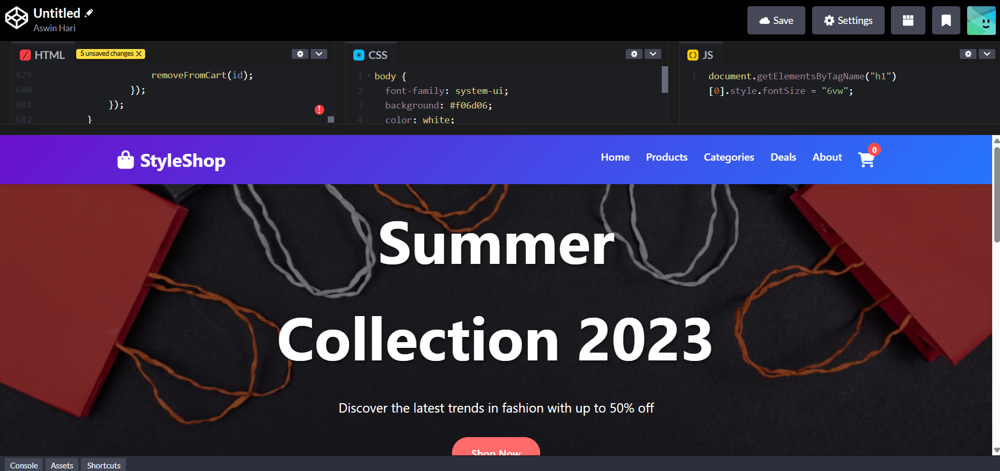 Untitled
Aswin Hari
Save
Settings
HTML
5 unsaved changes
CSS
JS
679 removeFromCart(id);
680 });
681 });
682 }
1 body {
2 font-family: system-ui;
3 background: #f06d06;
4 color: white;
1 document.getElementsByTagName("h1")
[0].style.fontSize = "6vw";
StyleShop
Home Products Categories Deals About 0
Summer
Collection 2023
Discover the latest trends in fashion with up to 50% off
Shop Now
Console Assets Shortcuts